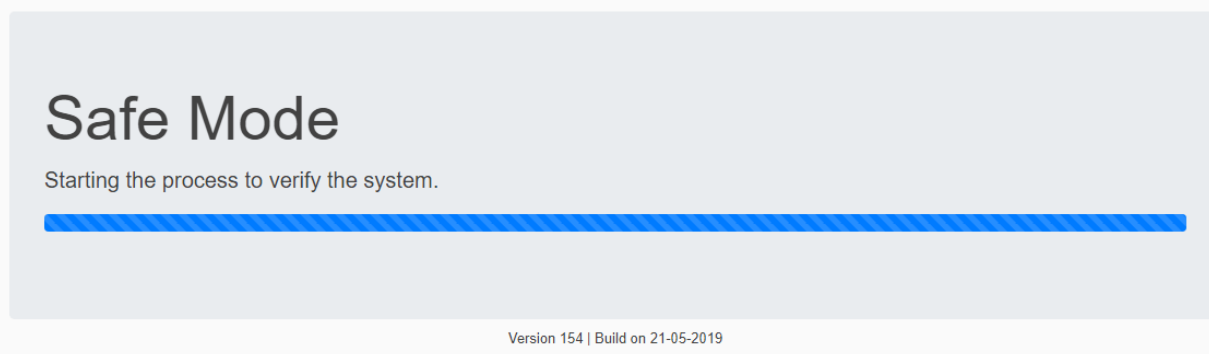 Safe Mode
Starting the process to verify the system.
Version 154 | Build on 21-05-2019